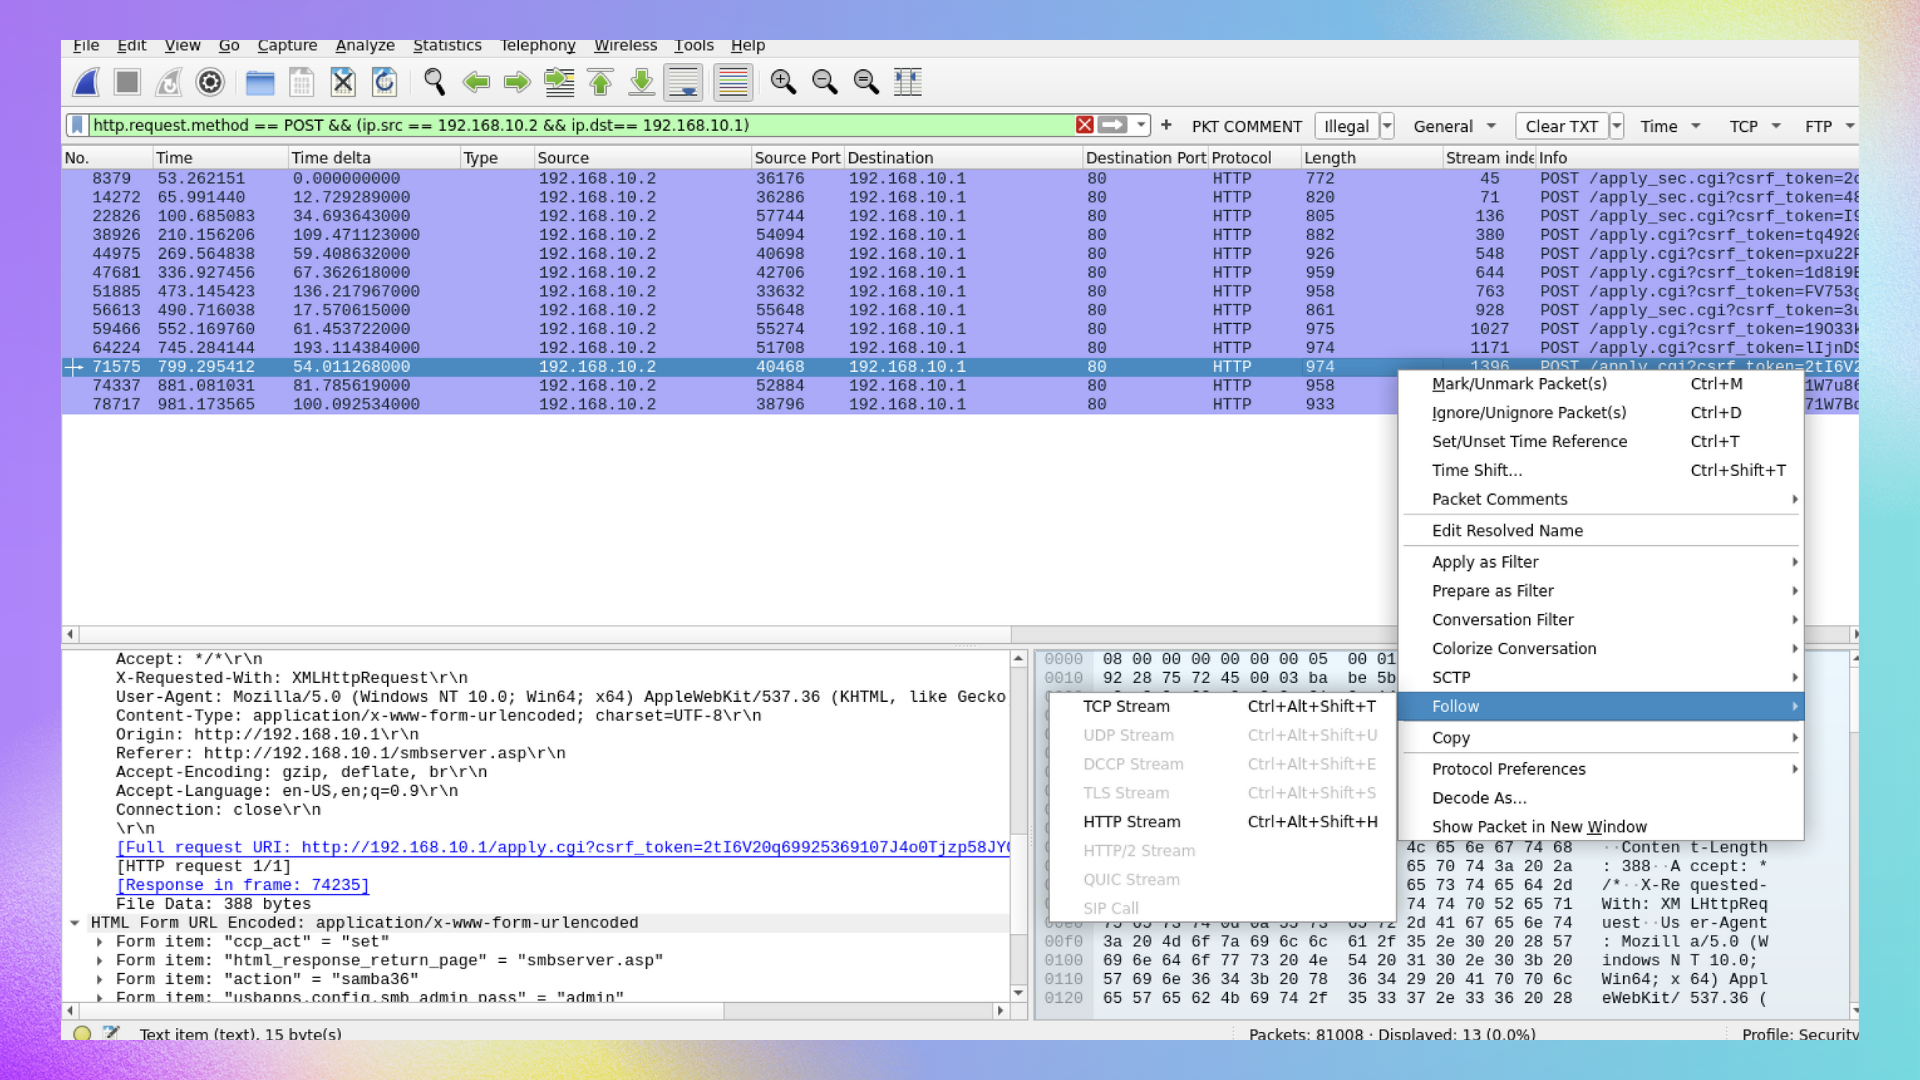 File Edit View Go Capture Analyze Statistics Telephony Wireless Tools Help
http.request.method == POST && (ip.src == 192.168.10.2 && ip.dst== 192.168.10.1) + PKT COMMENT Illegal General Clear TXT Time TCP FTP
No. Time Time delta Type Source Source Port Destination Destination Port Protocol Length Stream inde Info
8379 53.262151 0.000000000 192.168.10.2 36176 192.168.10.1 80 HTTP 772 45 POST /apply_sec.cgi?csrf_token=2
14272 65.991440 12.729289000 192.168.10.2 36286 192.168.10.1 80 HTTP 820 71 POST /apply_sec.cgi?csrf_token=48
22826 100.685083 34.693643000 192.168.10.2 57744 192.168.10.1 80 HTTP 805 136 POST /apply_sec.cgi?csrf_token=I9
38926 210.156206 109.471123000 192.168.10.2 54094 192.168.10.1 80 HTTP 882 380 POST /apply.cgi?csrf_token=tq492
44975 269.564838 59.408632000 192.168.10.2 40698 192.168.10.1 80 HTTP 926 548 POST /apply.cgi?csrf_token=pxu22
47681 336.927456 67.362618000 192.168.10.2 42706 192.168.10.1 80 HTTP 959 644 POST /apply.cgi?csrf_token=1d8i9
51885 473.145423 136.217967000 192.168.10.2 33632 192.168.10.1 80 HTTP 958 763 POST /apply.cgi?csrf_token=FV753
56613 490.716038 17.570615000 192.168.10.2 55648 192.168.10.1 80 HTTP 861 928 POST /apply.cgi?csrf_token=3
59466 552.169760 61.453722000 192.168.10.2 55274 192.168.10.1 80 HTTP 975 1027 POST /apply.cgi?csrf_token=19O33
64224 745.284144 193.114384000 192.168.10.2 51708 192.168.10.1 80 HTTP 974 1171 POST /apply.cgi?csrf_token=lIjnD
71575 799.295412 54.011268000 192.168.10.2 40468 192.168.10.1 80 HTTP 974 1396 POST /apply.cgi?csrf_token=2tI6V2
74337 881.081031 81.785619000 192.168.10.2 52884 192.168.10.1 80 HTTP 958 1W7u86
78717 981.173565 100.092534000 192.168.10.2 38796 192.168.10.1 80 HTTP 933 71W7B
Mark/Unmark Packet(s) Ctrl+M
Ignore/Unignore Packet(s) Ctrl+D
Set/Unset Time Reference Ctrl+T
Time Shift... Ctrl+Shift+T
Packet Comments
Edit Resolved Name
Apply as Filter
Prepare as Filter
Conversation Filter
Colorize Conversation
SCTP
Follow
Copy
Protocol Preferences
Decode As...
Show Packet in New Window
TCP Stream Ctrl+Alt+Shift+T
UDP Stream Ctrl+Alt+Shift+U
DCCP Stream Ctrl+Alt+Shift+E
TLS Stream Ctrl+Alt+Shift+S
HTTP Stream Ctrl+Alt+Shift+H
HTTP/2 Stream
QUIC Stream
SIP Call
Accept: */*\r\n
X-Requested-With: XMLHttpRequest\r\n
User-Agent: Mozilla/5.0 (Windows NT 10.0; Win64; x64) AppleWebKit/537.36 (KHTML, like Gecko
Content-Type: application/x-www-form-urlencoded; charset=UTF-8\r\n
Origin: http://192.168.10.1\r\n
Referer: http://192.168.10.1/smbserver.asp\r\n
Accept-Encoding: gzip, deflate, br\r\n
Accept-Language: en-US,en;q=0.9\r\n
Connection: close\r\n
\r\n
[Full request URI: http://192.168.10.1/apply.cgi?csrf_token=2tI6V20q69925369107J4o0Tjzp58JY
[HTTP request 1/1]
[Response in frame: 74235]
File Data: 388 bytes
HTML Form URL Encoded: application/x-www-form-urlencoded
Form item: "ccp_act" = "set"
Form item: "html_response_return_page" = "smbserver.asp"
Form item: "action" = "samba36"
Form item: "usbapps.config.smb_admin_pass" = "admin"
0000 08 00 00 00 00 00 00 05 00 01
0010 92 28 75 72 45 00 03 ba be 5b
4c 65 6e 67 74 68 ··Conten t-Length
65 70 74 3a 20 2a : 388··A ccept: *
65 73 74 65 64 2d /*··X-Re quested-
74 74 70 52 65 71 With: XM LHttpReq
2d 41 67 65 6e 74 uest··Us er-Agent
00f0 3a 20 4d 6f 7a 69 6c 6c 61 2f 35 2e 30 20 28 57 : Mozill a/5.0 (W
0100 69 6e 64 6f 77 73 20 4e 54 20 31 30 2e 30 3b 20 indows N T 10.0;
0110 57 69 6e 36 34 3b 20 78 36 34 29 20 41 70 70 6c Win64; x 64) Appl
0120 65 57 65 62 4b 69 74 2f 35 33 37 2e 33 36 20 28 eWebKit/ 537.36 (
Text item (text), 15 byte(s) Packets: 81008 · Displayed: 13 (0.0%) Profile: Security